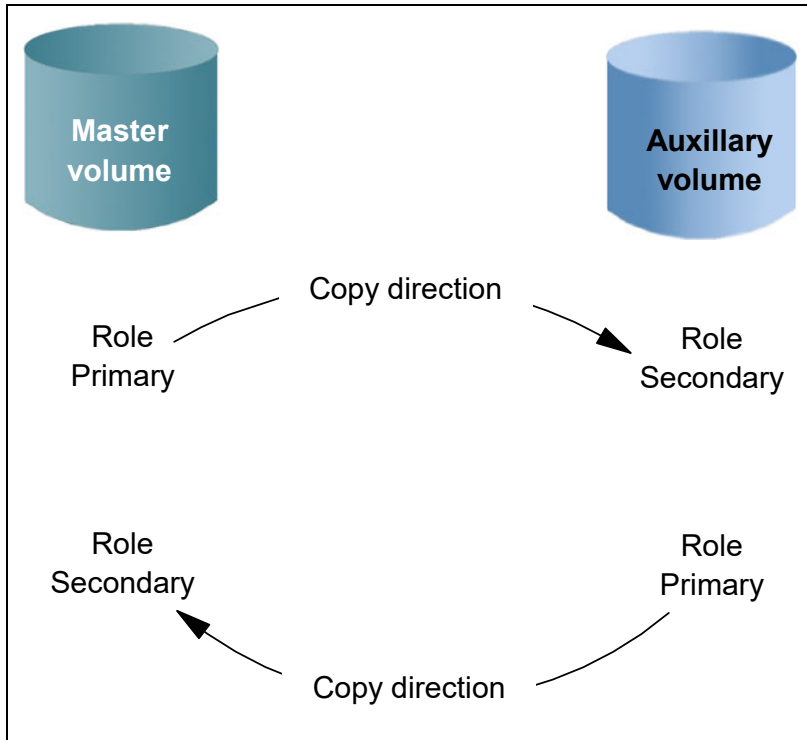 Master
volume
Auxillary
volume
Copy direction
Role
Primary
Role
Secondary
Role
Secondary
Role
Primary
Copy direction